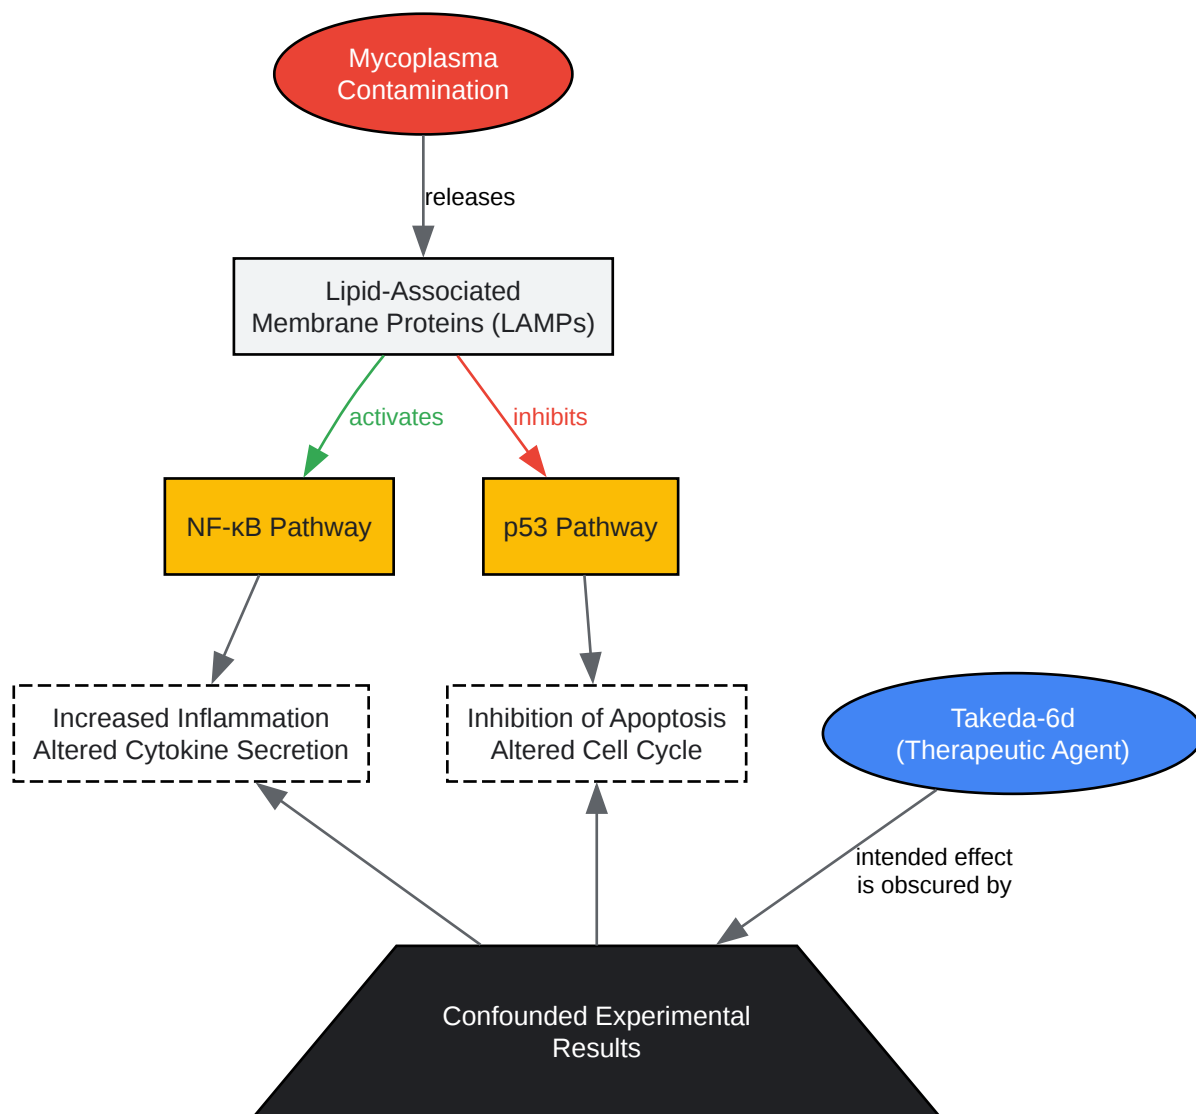 Mycoplasma
Contamination
releases
Lipid-Associated
Membrane Proteins (LAMPs)
activates
inhibits
NF-κB Pathway
p53 Pathway
Increased Inflammation
Altered Cytokine Secretion
Inhibition of Apoptosis
Altered Cell Cycle
Takeda-6d
(Therapeutic Agent)
intended effect
is obscured by
Confounded Experimental
Results